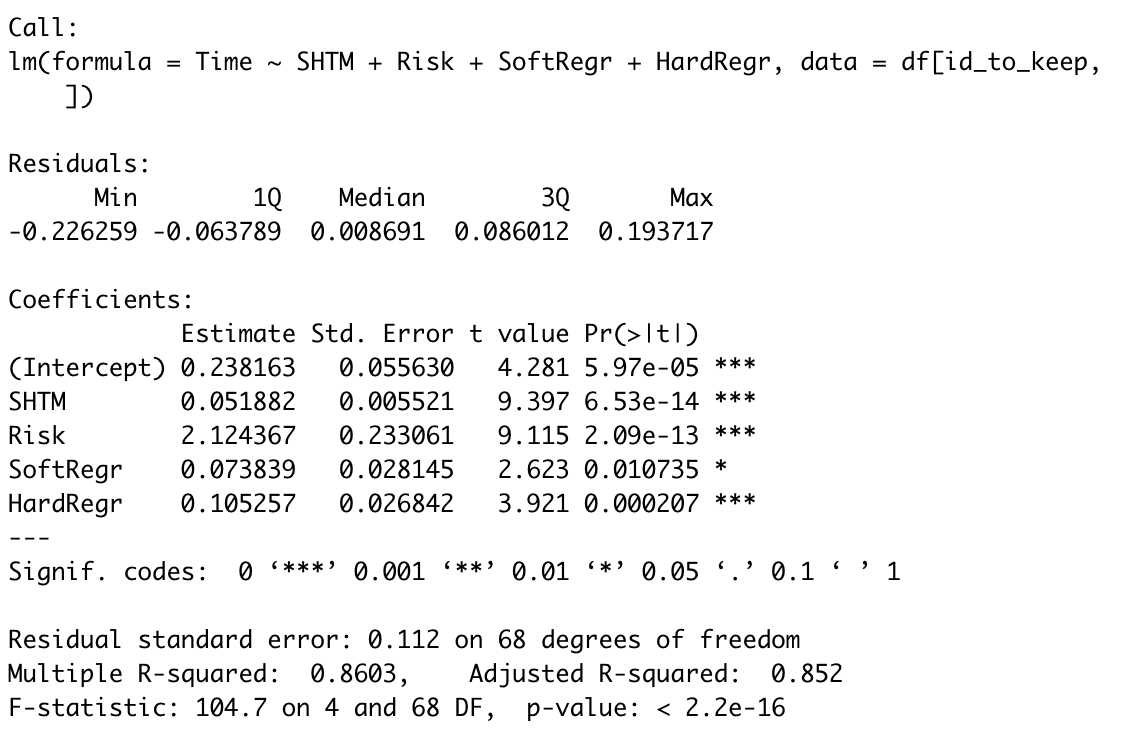 Call:
lm(formula = Time ~ SHTM + Risk + SoftRegr + HardRegr, data = df[id_to_keep,
    ])
Residuals:
      Min        1Q    Median        3Q       Max
-0.226259 -0.063789  0.008691  0.086012  0.193717
Coefficients:
            Estimate Std. Error t value Pr(>|t|)
(Intercept) 0.238163   0.055630   4.281 5.97e-05 ***
SHTM        0.051882   0.005521   9.397 6.53e-14 ***
Risk        2.124367   0.233061   9.115 2.09e-13 ***
SoftRegr    0.073839   0.028145   2.623 0.010735 *
HardRegr    0.105257   0.026842   3.921 0.000207 ***
---
Signif. codes:  0 ‘***’ 0.001 ‘**’ 0.01 ‘*’ 0.05 ‘.’ 0.1 ‘ ’ 1
Residual standard error: 0.112 on 68 degrees of freedom
Multiple R-squared:  0.8603,    Adjusted R-squared:  0.852
F-statistic: 104.7 on 4 and 68 DF,  p-value: < 2.2e-16